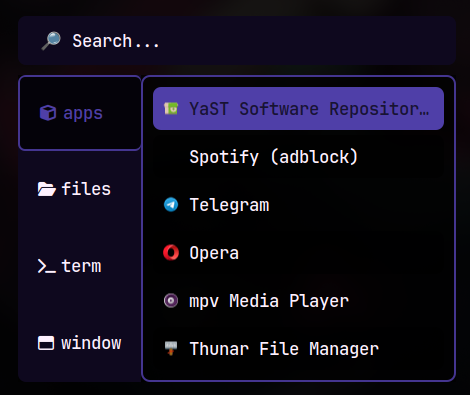 Search...
apps
files
term
window
YaST Software Repositor…
Spotify (adblock)
Telegram
Opera
mpv Media Player
Thunar File Manager